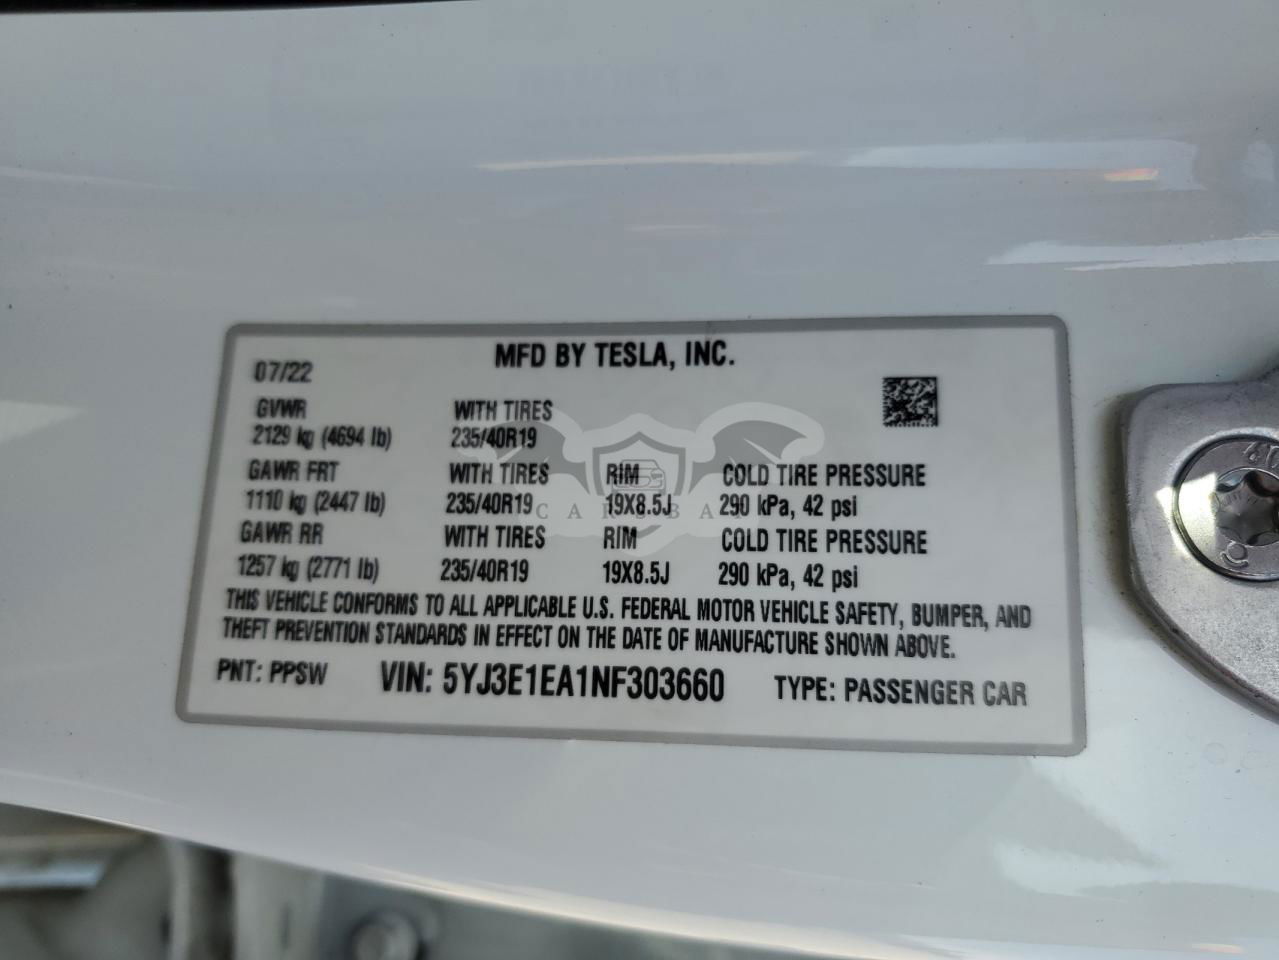 MFD BY TESLA, INC.
07/22
GVWR WITH TIRES
2129 kg (4694 lb) 235/40R19
GAWR FRT WITH TIRES RIM COLD TIRE PRESSURE
1110 kg (2447 lb) 235/40R19 19X8.5J 290 kPa, 42 psi
GAWR RR WITH TIRES RIM COLD TIRE PRESSURE
1257 kg (2771 lb) 235/40R19 19X8.5J 290 kPa, 42 psi
THIS VEHICLE CONFORMS TO ALL APPLICABLE U.S. FEDERAL MOTOR VEHICLE SAFETY, BUMPER, AND
THEFT PREVENTION STANDARDS IN EFFECT ON THE DATE OF MANUFACTURE SHOWN ABOVE.
PNT: PPSW VIN: 5YJ3E1EA1NF303660 TYPE: PASSENGER CAR
CARSBAT